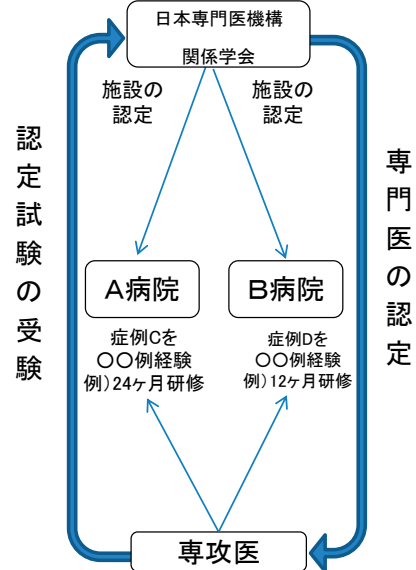 日本専門医機構
関係学会
施設の
認定
施設の
認定
認定試験の受験
専門医の認定
A病院
B病院
症例Cを
〇〇例経験
例)24ヶ月研修
症例Dを
〇〇例経験
例)12ヶ月研修
専攻医